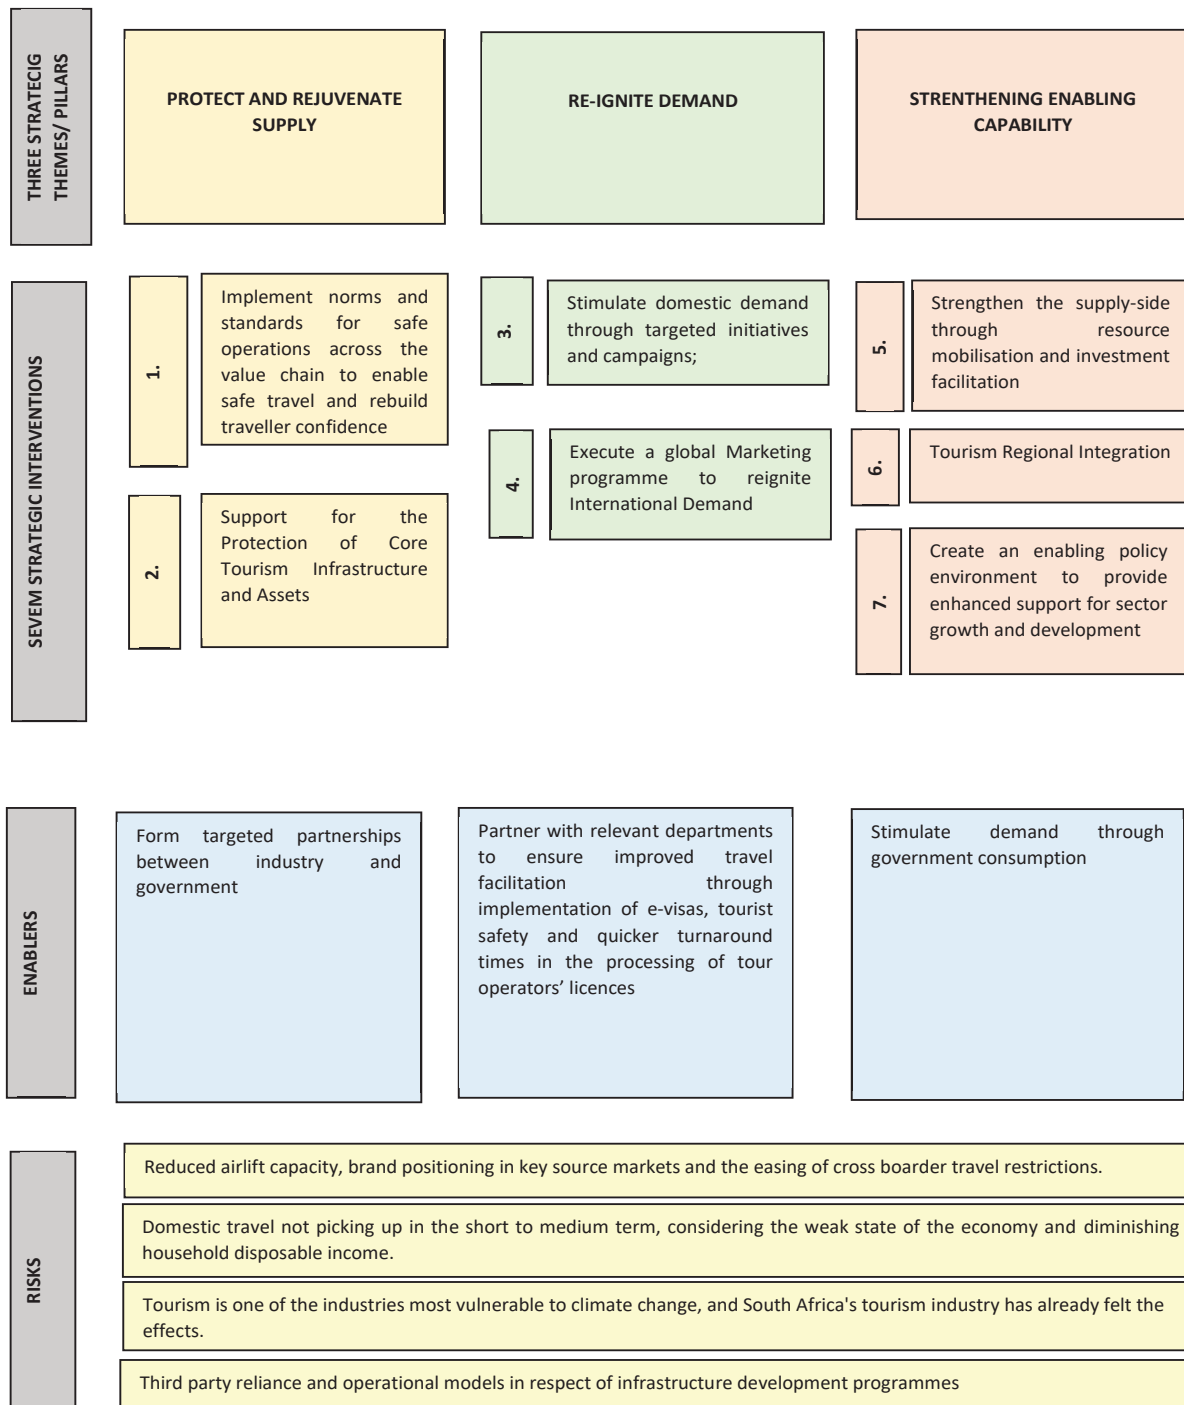 THREE STRATECIG
THEMES/ PILLARS
PROTECT AND REJUVENATE
SUPPLY
RE-IGNITE DEMAND
STRENTHENING ENABLING
CAPABILITY
SEVEM STRATEGIC INTERVENTIONS
1.
Implement norms and
standards for safe
operations across the
value chain to enable
safe travel and rebuild
traveller confidence
2.
Support for the
Protection of Core
Tourism Infrastructure
and Assets
3.
Stimulate domestic demand
through targeted initiatives
and campaigns;
4.
Execute a global Marketing
programme to reignite
International Demand
5.
Strengthen the supply-side
through resource
mobilisation and investment
facilitation
6.
Tourism Regional Integration
7.
Create an enabling policy
environment to provide
enhanced support for sector
growth and development
ENABLERS
Form targeted partnerships
between industry and
government
Partner with relevant departments
to ensure improved travel
facilitation through
implementation of e-visas, tourist
safety and quicker turnaround
times in the processing of tour
operators’ licences
Stimulate demand through
government consumption
RISKS
Reduced airlift capacity, brand positioning in key source markets and the easing of cross boarder travel restrictions.
Domestic travel not picking up in the short to medium term, considering the weak state of the economy and diminishing
household disposable income.
Tourism is one of the industries most vulnerable to climate change, and South Africa's tourism industry has already felt the
effects.
Third party reliance and operational models in respect of infrastructure development programmes